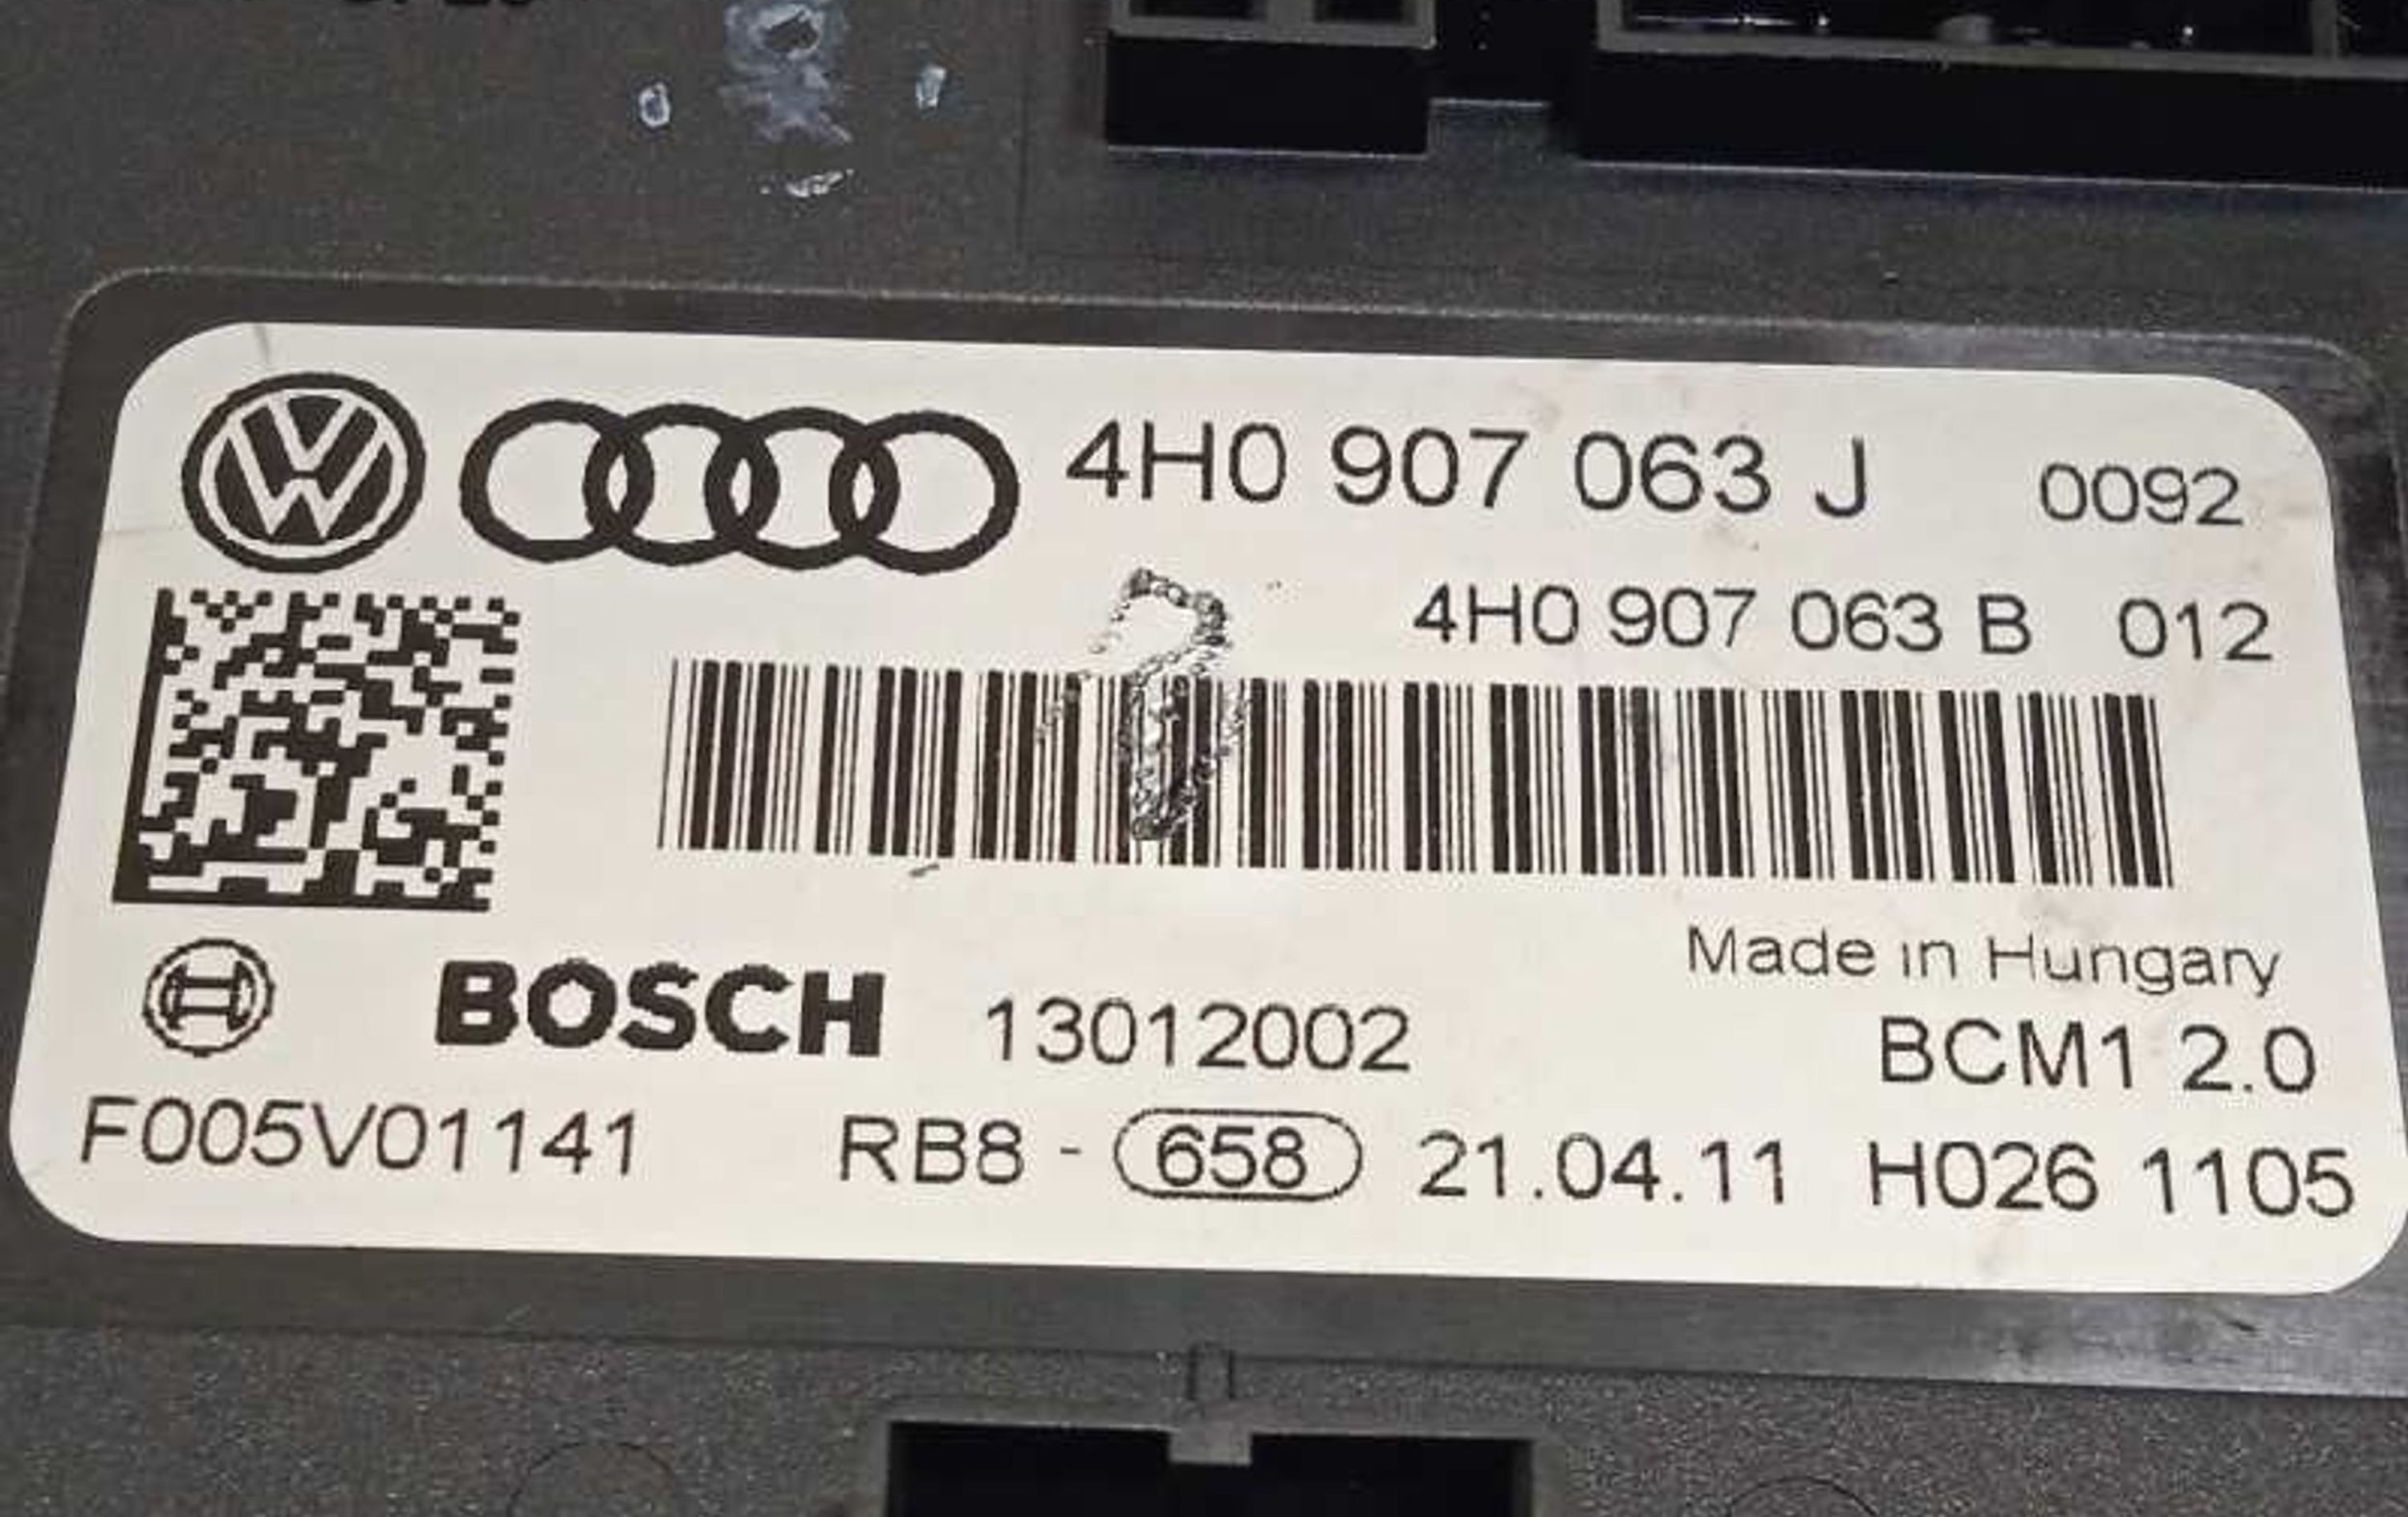 4H0 907 063 J 0092
4H0 907 063 B 012
Made in Hungary
BOSCH 13012002 BCM1 2.0
F005V01141 RB8 - 658 21.04.11 H026 1105